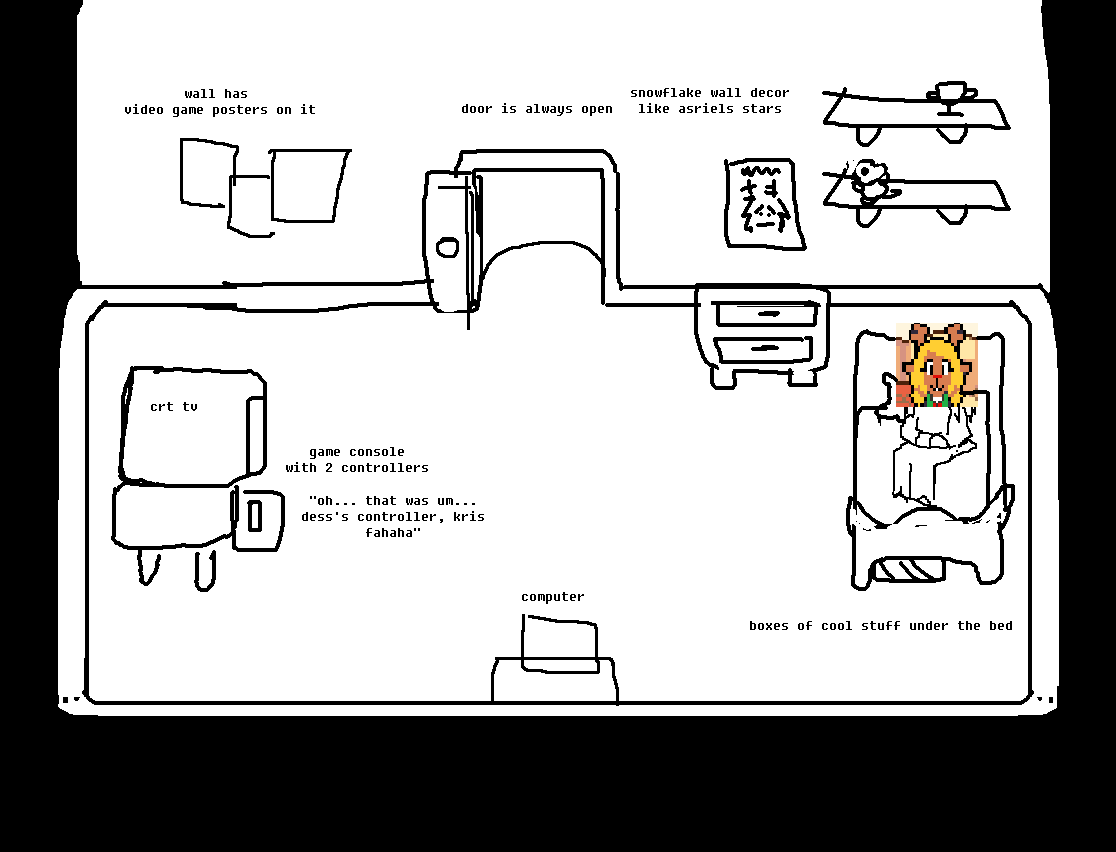 wall has
video game posters on it
door is always open
snowflake wall decor
like asriels stars
crt tv
game console
with 2 controllers
"oh... that was um...
dess's controller, kris
fahaha"
computer
boxes of cool stuff under the bed